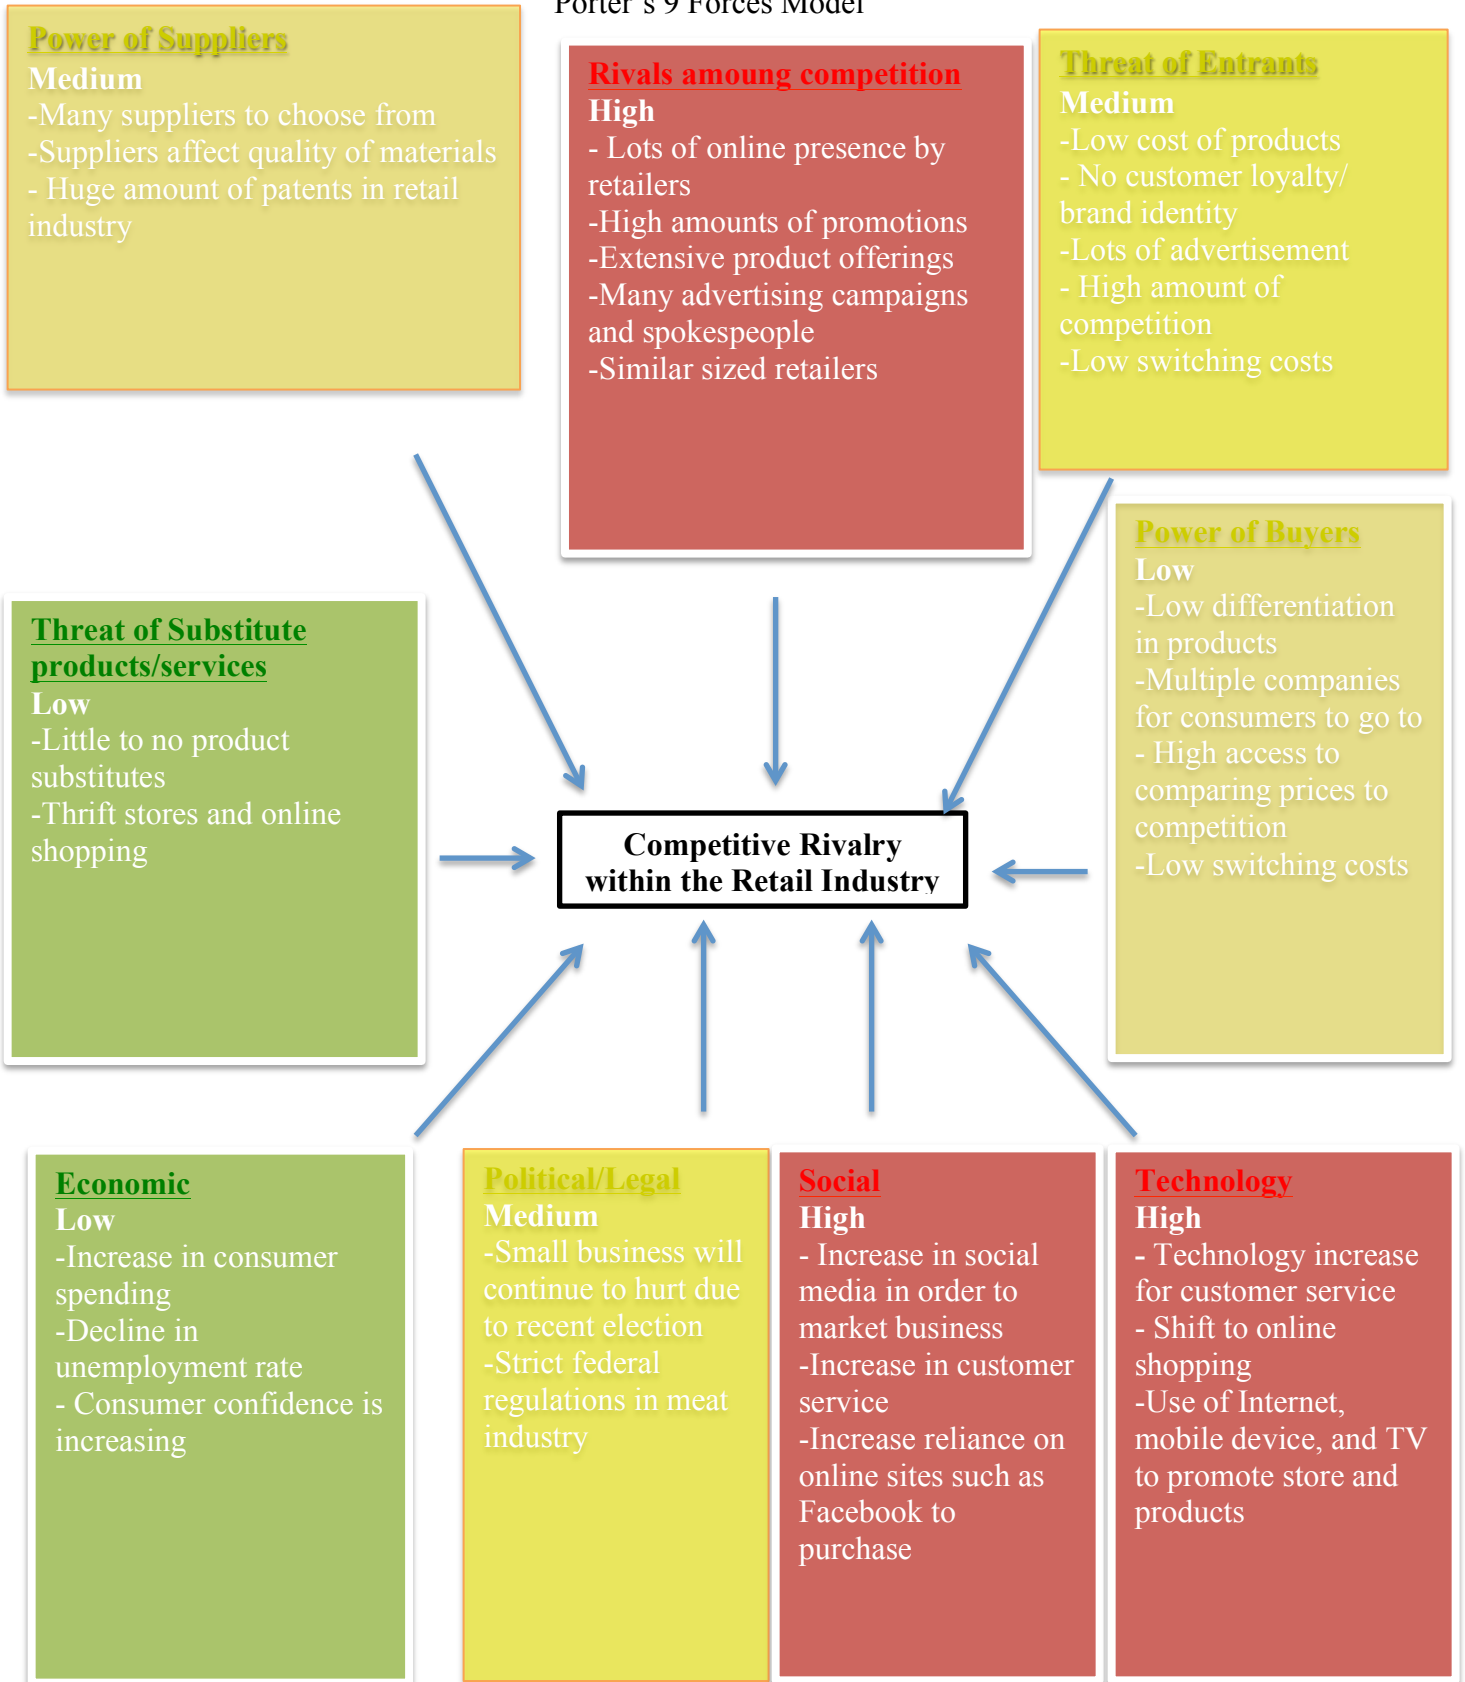 Porter's 9 Forces Model
Power of Suppliers
Medium
-Many suppliers to choose from
-Suppliers affect quality of materials
- Huge amount of patents in retail
industry
Rivals amoung competition
High
- Lots of online presence by
retailers
-High amounts of promotions
-Extensive product offerings
-Many advertising campaigns
and spokespeople
-Similar sized retailers
Threat of Entrants
Medium
-Low cost of products
- No customer loyalty/
brand identity
-Lots of advertisement
- High amount of
competition
-Low switching costs
Power of Buyers
Low
-Low differentiation
in products
-Multiple companies
for consumers to go to
- High access to
comparing prices to
competition
-Low switching costs
Threat of Substitute
products/services
Low
-Little to no product
substitutes
-Thrift stores and online
shopping
Competitive Rivalry
within the Retail Industry
Economic
Low
-Increase in consumer
spending
-Decline in
unemployment rate
- Consumer confidence is
increasing
Political/Legal
Medium
-Small business will
continue to hurt due
to recent election
-Strict federal
regulations in meat
industry
Social
High
- Increase in social
media in order to
market business
-Increase in customer
service
-Increase reliance on
online sites such as
Facebook to
purchase
Technology
High
- Technology increase
for customer service
- Shift to online
shopping
-Use of Internet,
mobile device, and TV
to promote store and
products